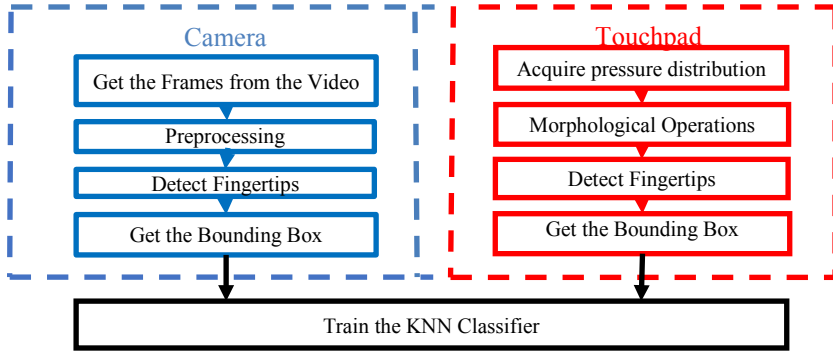 Camera
Get the Frames from the Video
Preprocessing
Detect Fingertips
Get the Bounding Box
Touchpad
Acquire pressure distribution
Morphological Operations
Detect Fingertips
Get the Bounding Box
Train the KNN Classifier